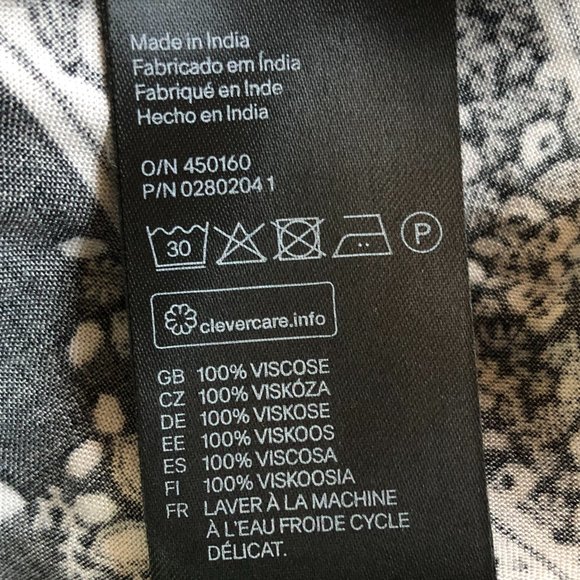 Made in India
Fabricado em Índia
Fabriqué en Inde
Hecho en India
O/N 450160
P/N 0280204 1
30 P
clevercare.info
GB 100% VISCOSE
CZ 100% VISKÓZA
DE 100% VISKOSE
EE 100% VISKOOS
ES 100% VISCOSA
FI 100% VISKOOSIA
FR LAVER À LA MACHINE
À L'EAU FROIDE CYCLE
DÉLICAT.